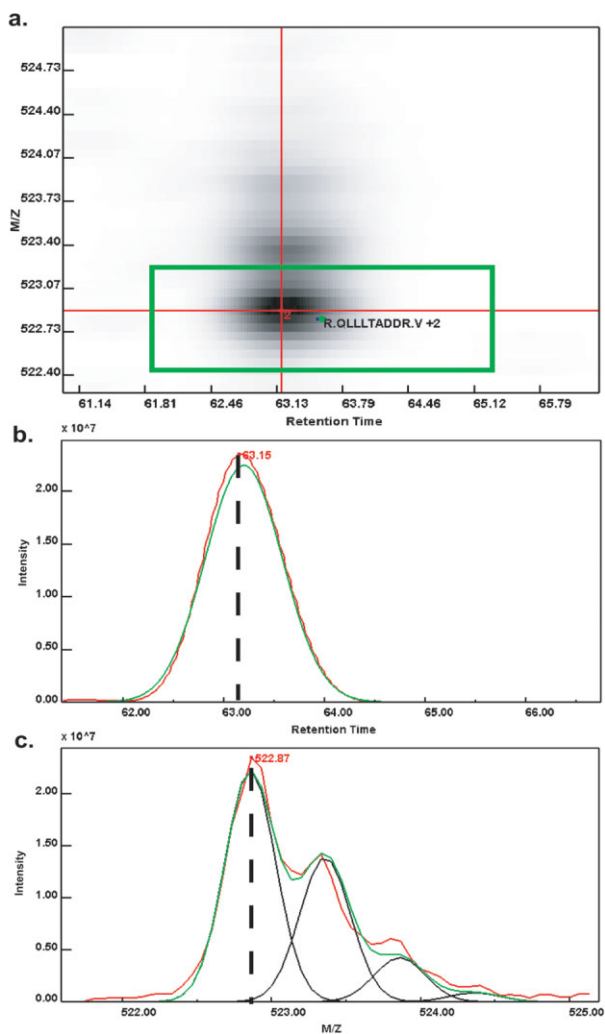 a.
524.73
524.40
524.07
523.73
523.40
523.07
522.73
522.40
M/Z
2
R.QLLLTADDR.V +2
61.14 61.81 62.46 63.13 63.79 64.46 65.12 65.79
Retention Time
b.
x 10^7
63.15
2.00
1.50
1.00
0.50
0.00
Intensity
62.00 63.00 64.00 65.00 66.00
Retention Time
c.
x 10^7
522.87
2.00
1.50
1.00
0.50
0.00
Intensity
522.00 523.00 524.00 525.00
M/Z